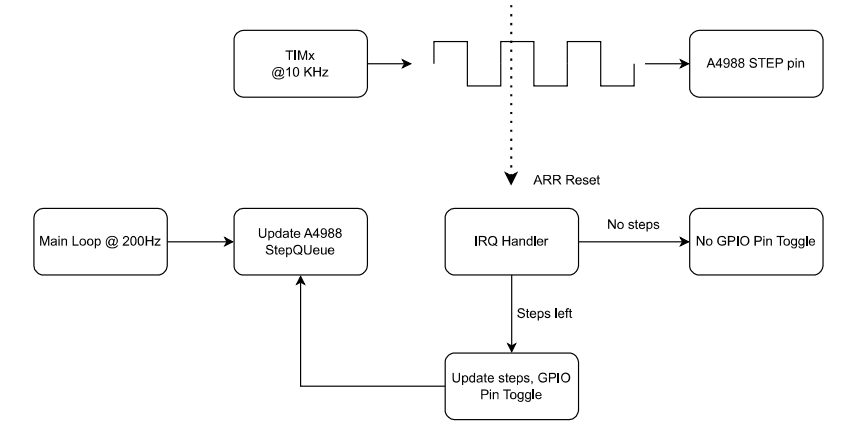 TIMx
@10 KHz
A4988 STEP pin
ARR Reset
Main Loop @ 200Hz
Update A4988
StepQUeue
IRQ Handler
No steps
No GPIO Pin Toggle
Steps left
Update steps, GPIO
Pin Toggle